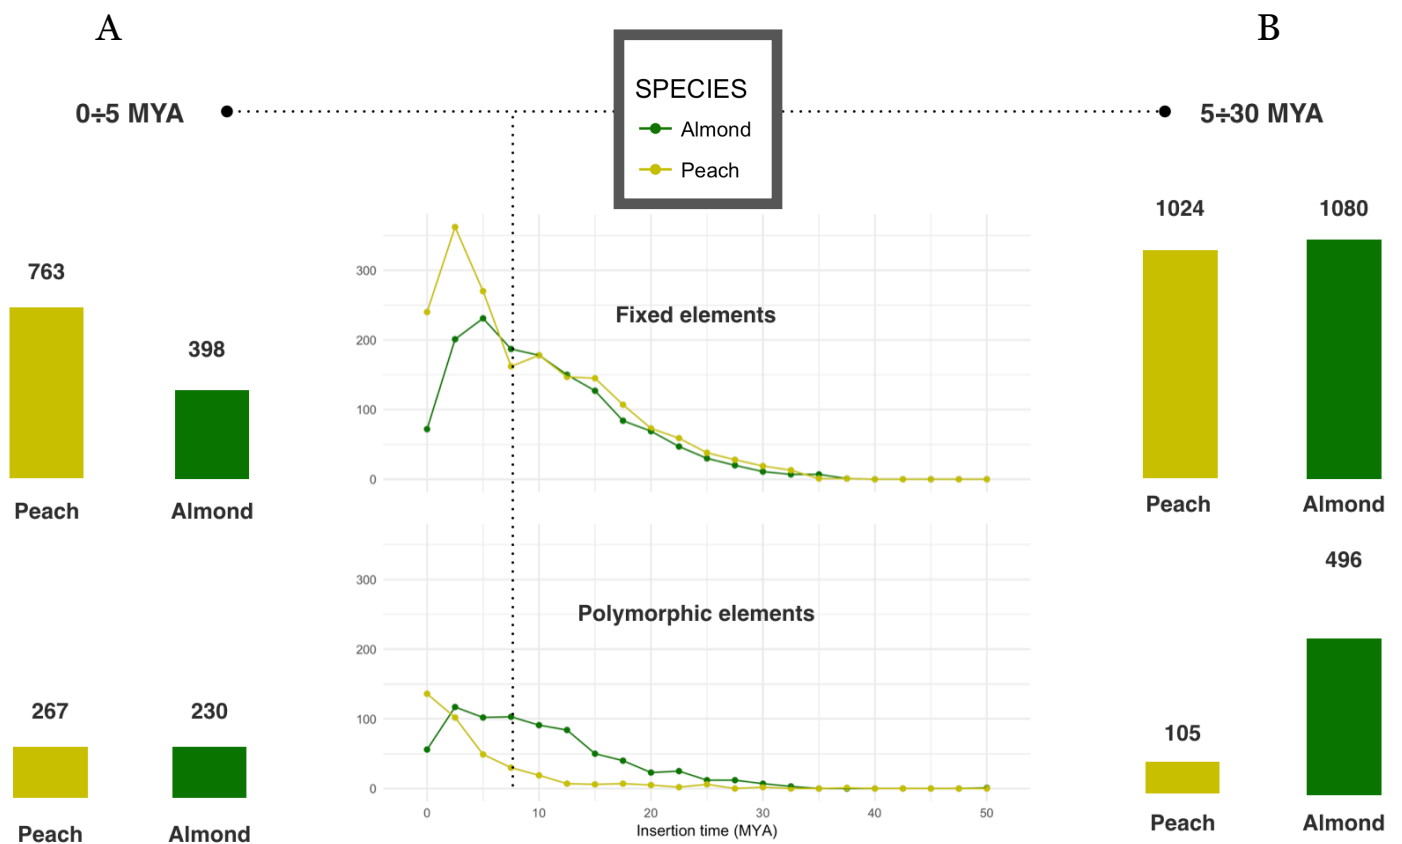 A
B
0÷5 MYA
5÷30 MYA
SPECIES
Almond
Peach
763
398
Peach
Almond
300
200
100
0
Fixed elements
1024
1080
Peach
Almond
267
230
Peach
Almond
300
200
100
0
Polymorphic elements
0
10
20
30
40
50
Insertion time (MYA)
496
105
Peach
Almond